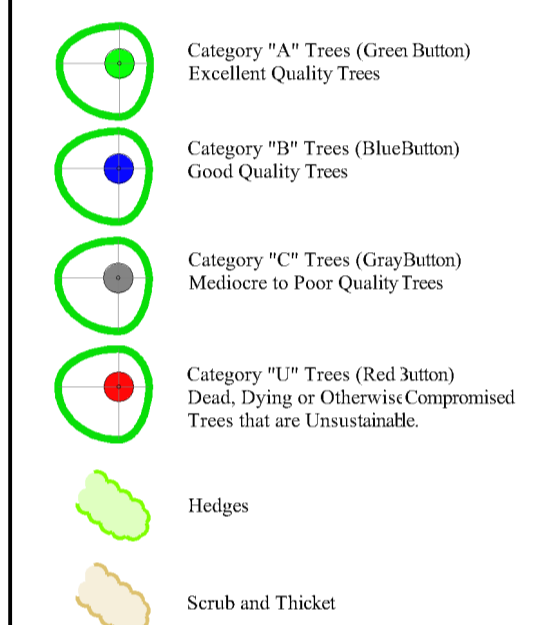 Category "A" Trees (Green Button)
Excellent Quality Trees
Category "B" Trees (BlueButton)
Good Quality Trees
Category "C" Trees (GrayButton)
Mediocre to Poor Quality Trees
Category "U" Trees (Red Button)
Dead, Dying or Otherwise Compromised
Trees that are Unsustainable.
Hedges
Scrub and Thicket